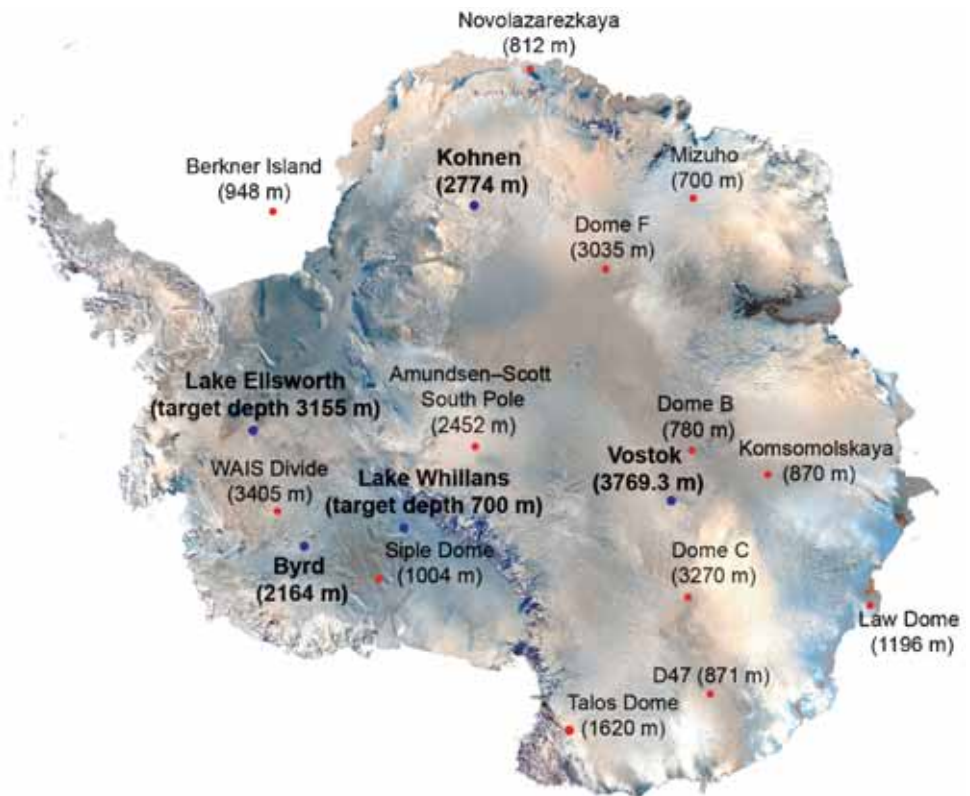 Novolazarezkaya
(812 m)
Berkner Island
(948 m)
Kohnen
(2774 m)
Mizuho
(700 m)
Dome F
(3035 m)
Lake Ellsworth
(target depth 3155 m)
Amundsen–Scott
South Pole
(2452 m)
Dome B
(780 m)
Vostok
(3769.3 m)
Komsomolskaya
(870 m)
WAIS Divide
(3405 m)
Lake Whillans
(target depth 700 m)
Byrd
(2164 m)
Siple Dome
(1004 m)
Dome C
(3270 m)
Law Dome
(1196 m)
D47 (871 m)
Talos Dome
(1620 m)